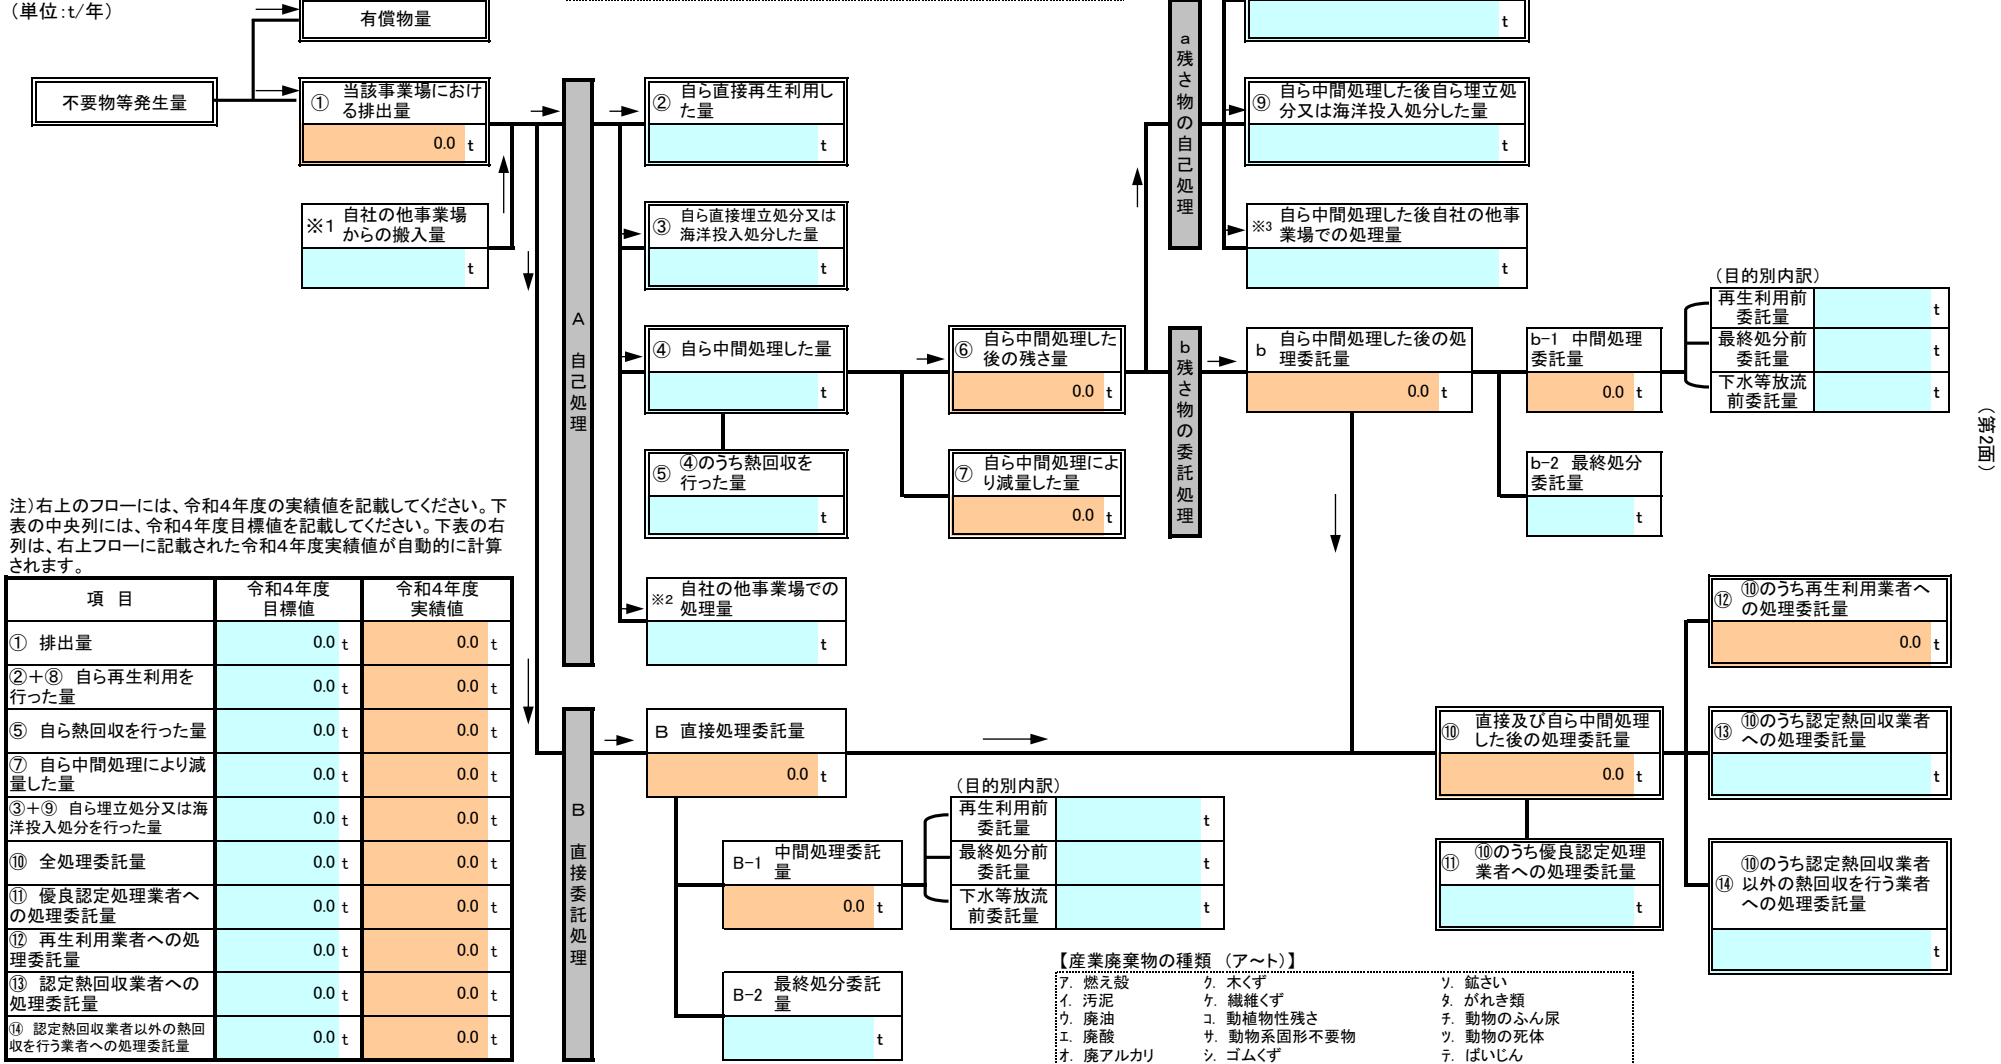 （単位：t/年）
有償物量
不要物等発生量
① 当該事業場におけ
る排出量
0.0 t
※1 自社の他事業場
からの搬入量
t
A 自己処理
② 自ら直接再生利用し
た量
t
③ 自ら直接埋立処分又は
海洋投入処分した量
t
④ 自ら中間処理した量
t
⑤ ④のうち熱回収を
行った量
t
※2 自社の他事業場での
処理量
t
⑥ 自ら中間処理した
後の残さ量
0.0 t
⑦ 自ら中間処理によ
り減量した量
0.0 t
a 残さ物の自己処理
t
⑨ 自ら中間処理した後自ら埋立処
分又は海洋投入処分した量
t
※3 自ら中間処理した後自社の他事
業場での処理量
t
b 残さ物の委託処理
b 自ら中間処理した後の処
理委託量
0.0 t
b-1 中間処理
委託量
0.0 t
b-2 最終処分
委託量
t
（目的別内訳）
再生利用前
委託量
t
最終処分前
委託量
t
下水等放流
前委託量
t
（第2面）
注）右上のフローには、令和4年度の実績値を記載してください。下
表の中央列には、令和4年度目標値を記載してください。下表の右
列は、右上フローに記載された令和4年度実績値が自動的に計算
されます。
項 目 令和4年度 令和4年度
目標値 実績値
① 排出量 0.0 t 0.0 t
②＋⑧ 自ら再生利用を
行った量 0.0 t 0.0 t
⑤ 自ら熱回収を行った量 0.0 t 0.0 t
⑦ 自ら中間処理により減
量した量 0.0 t 0.0 t
③＋⑨ 自ら埋立処分又は海
洋投入処分を行った量 0.0 t 0.0 t
⑩ 全処理委託量 0.0 t 0.0 t
⑪ 優良認定処理業者へ
の処理委託量 0.0 t 0.0 t
⑫ 再生利用業者への処
理委託量 0.0 t 0.0 t
⑬ 認定熱回収業者への
処理委託量 0.0 t 0.0 t
⑭ 認定熱回収業者以外の熱回
収を行う業者への処理委託量 0.0 t 0.0 t
B 直接委託処理
B 直接処理委託量
0.0 t
B-1 中間処理委託
量
0.0 t
B-2 最終処分委託
量
t
（目的別内訳）
再生利用前
委託量
t
最終処分前
委託量
t
下水等放流
前委託量
t
⑩ 直接及び自ら中間処理
した後の処理委託量
0.0 t
⑪ ⑩のうち優良認定処理
業者への処理委託量
t
⑫ ⑩のうち再生利用業者へ
の処理委託量
0.0 t
⑬ ⑩のうち認定熱回収業者
への処理委託量
t
⑭ ⑩のうち認定熱回収業者
以外の熱回収を行う業者
への処理委託量
t
【産業廃棄物の種類 （ア～ト）】
ア. 燃え殻 ク. 木くず ソ. 鉱さい
イ. 汚泥 ケ. 繊維くず タ. がれき類
ウ. 廃油 コ. 動植物性残さ チ. 動物のふん尿
エ. 廃酸 サ. 動物系固形不要物 ツ. 動物の死体
オ. 廃アルカリ シ. ゴムくず テ. ばいじん